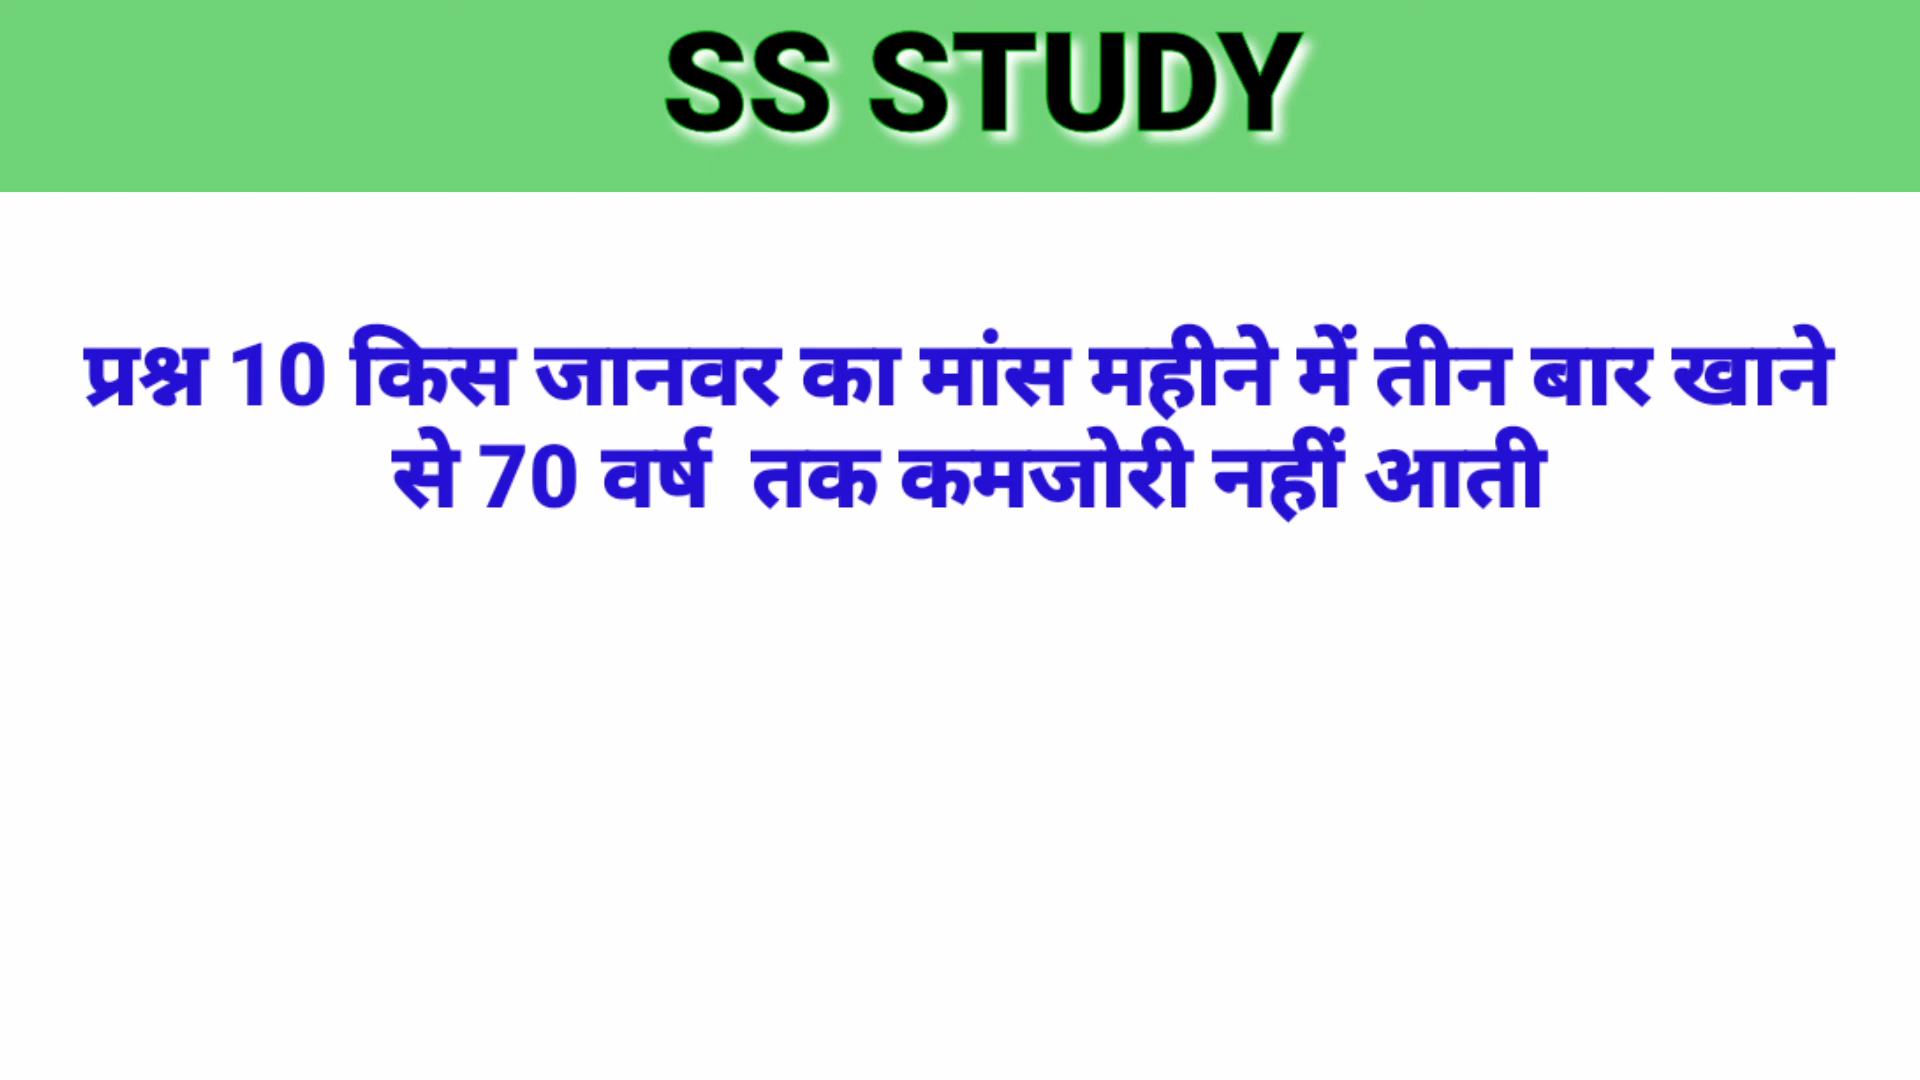 SS STUDY
प्रश्न 10 किस जानवर का मांस महीने में तीन बार खाने
से 70 वर्ष तक कमजोरी नहीं आती